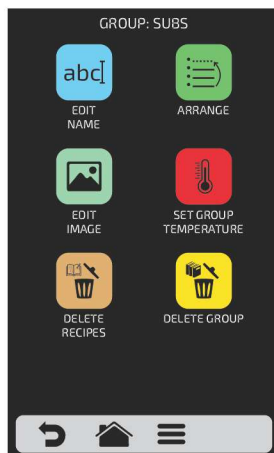 GROUP: SUBS
abc
EDIT
NAME
ARRANGE
EDIT
IMAGE
SET GROUP
TEMPERATURE
DELETE
RECIPES
DELETE GROUP